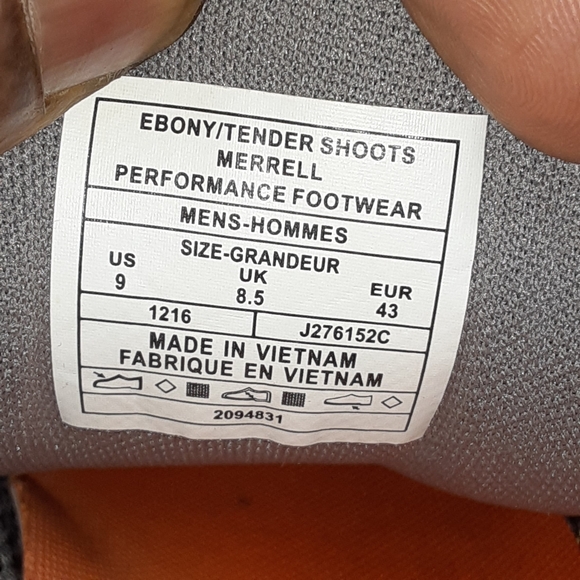 EBONY/TENDER SHOOTS
MERRELL
PERFORMANCE FOOTWEAR
MENS-HOMMES
SIZE-GRANDEUR
US UK EUR
9 8.5 43
1216 J276152C
MADE IN VIETNAM
FABRIQUE EN VIETNAM
2094831